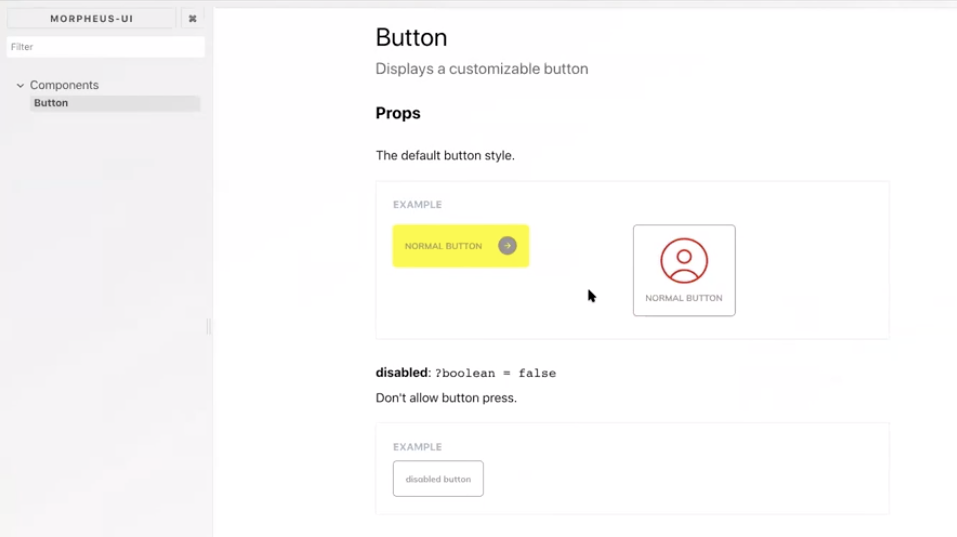 MORPHEUS-UI ⌘
Filter
Components
Button
Button
Displays a customizable button
Props
The default button style.
EXAMPLE
NORMAL BUTTON
NORMAL BUTTON
disabled: ?boolean = false
Don't allow button press.
EXAMPLE
disabled button